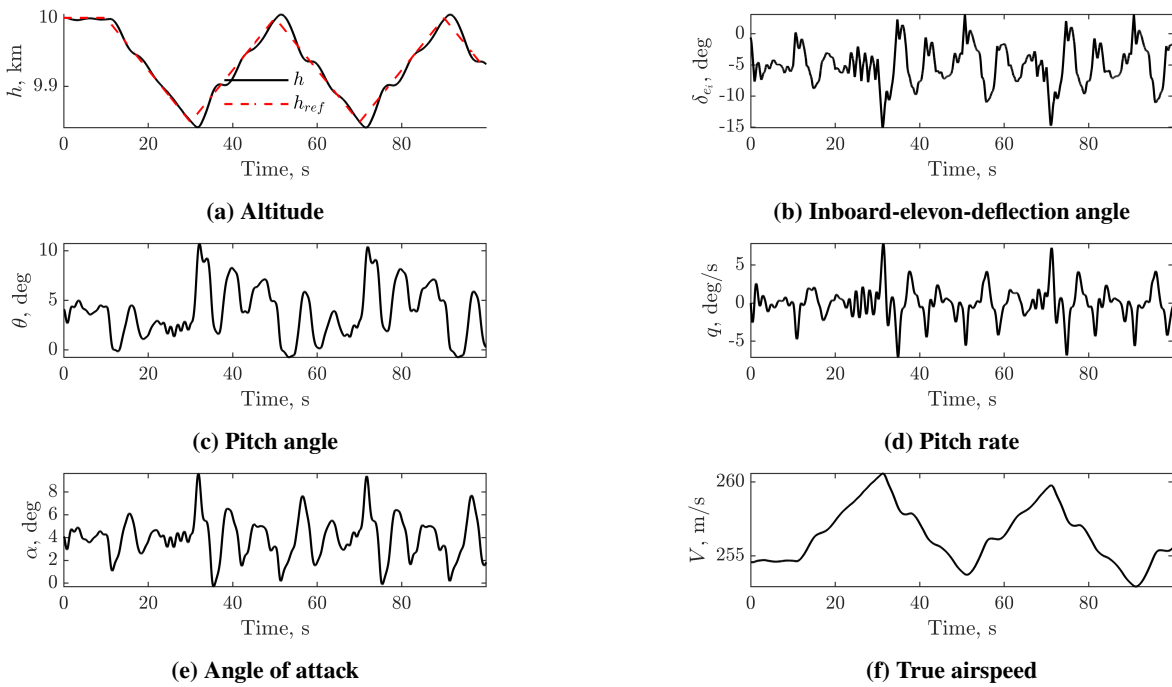 10
9.9
h, km
h
h_ref
0 20 40 60 80
Time, s
(a) Altitude
0
-5
-10
-15
δ_{e_i}, deg
0 20 40 60 80
Time, s
(b) Inboard-elevon-deflection angle
10
5
0
θ, deg
0 20 40 60 80
Time, s
(c) Pitch angle
5
0
-5
q, deg/s
0 20 40 60 80
Time, s
(d) Pitch rate
8
6
4
2
0
α, deg
0 20 40 60 80
Time, s
(e) Angle of attack
260
255
V, m/s
0 20 40 60 80
Time, s
(f) True airspeed